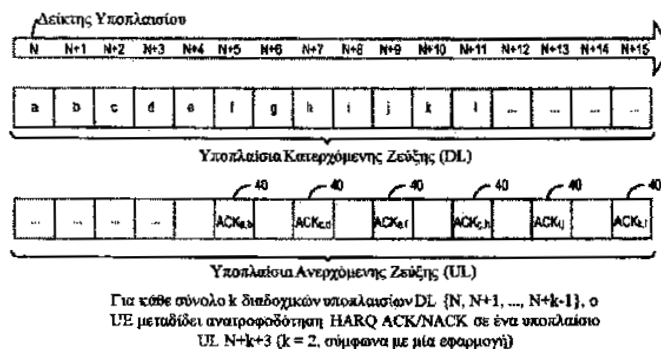 Δείκτης Υποπλαισίου
N N+1 N+2 N+3 N+4 N+5 N+6 N+7 N+8 N+9 N+10 N+11 N+12 N+13 N+14 N+15
a b c d e f g h i j k l ... ... ... ...
Υποπλαίσια Κατερχόμενης Ζεύξης (DL)
40 40 40 40 40 40
... ... ... ... ACKa,b ACKc,d ACKe,f ACKg,h ACKi,j ACKk,l
Υποπλαίσια Ανερχόμενης Ζεύξης (UL)
Για κάθε σύνολο k διαδοχικών υποπλαισίων DL {N, N+1, ..., N+k-1}, ο
UE μεταδίδει ανατροφοδότηση HARQ ACK/NACK σε ένα υποπλαίσιο
UL N+k+3 (k = 2, σύμφωνα με μία εφαρμογή)